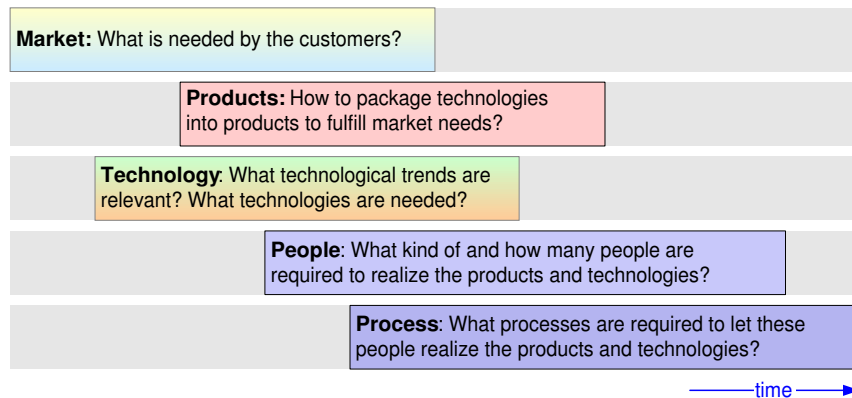 Market: What is needed by the customers?
Products: How to package technologies
into products to fulfill market needs?
Technology: What technological trends are
relevant? What technologies are needed?
People: What kind of and how many people are
required to realize the products and technologies?
Process: What processes are required to let these
people realize the products and technologies?
time